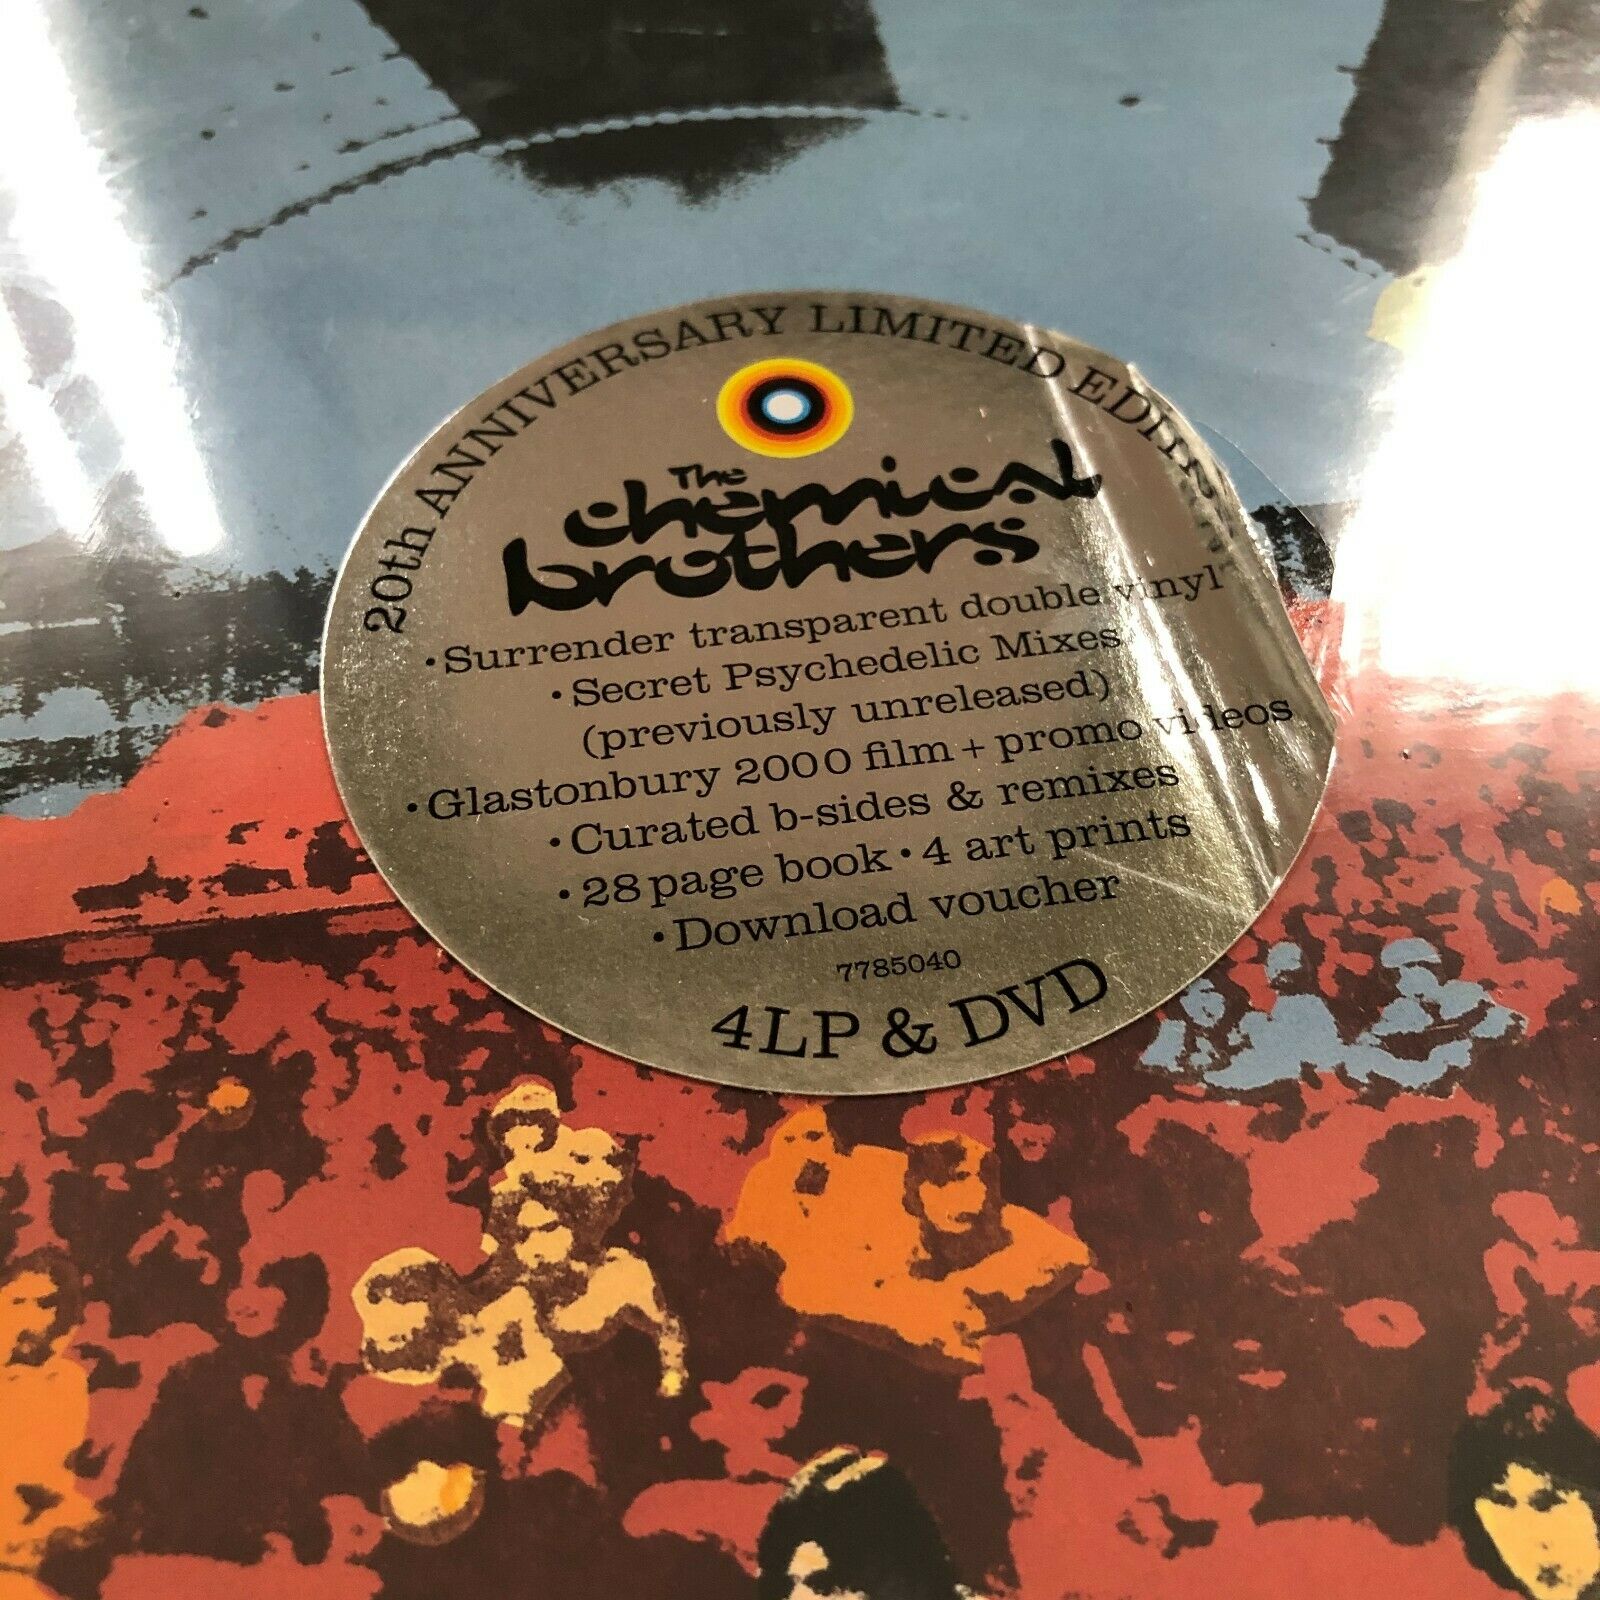 20th ANNIVERSARY LIMITED EDITION
The
chemical
brothers
• Surrender transparent double vinyl
• Secret Psychedelic Mixes
(previously unreleased)
• Glastonbury 2000 film + promo videos
• Curated b-sides & remixes
• 28 page book • 4 art prints
• Download voucher
7785040
4LP & DVD